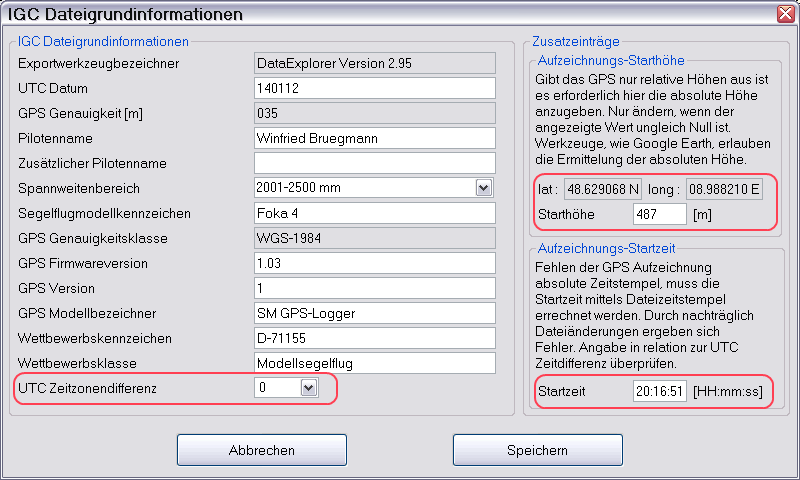 IGC Dateigrundinformationen
IGC Dateigrundinformationen
Exportwerkzeugbezeichner DataExplorer Version 2.95
UTC Datum 140112
GPS Genauigkeit [m] 035
Pilotenname Winfried Bruegmann
Zusätzlicher Pilotenname
Spannweitenbereich 2001-2500 mm
Segelflugmodellkennzeichen Foka 4
GPS Genauigkeitsklasse WGS-1984
GPS Firmwareversion 1.03
GPS Version 1
GPS Modellbezeichner SM GPS-Logger
Wettbewerbskennzeichen D-71155
Wettbewerbsklasse Modellsegelflug
UTC Zeitzonendifferenz 0
Zusatzeinträge
Aufzeichnungs-Starthöhe
Gibt das GPS nur relative Höhen aus ist
es erforderlich hier die absolute Höhe
anzugeben. Nur ändern, wenn der
angezeigte Wert ungleich Null ist.
Werkzeuge, wie Google Earth, erlauben
die Ermittelung der absoluten Höhe.
lat : 48.629068 N long : 08.988210 E
Starthöhe 487 [m]
Aufzeichnungs-Startzeit
Fehlen der GPS Aufzeichnung
absolute Zeitstempel, muss die
Startzeit mittels Dateizeitstempel
errechnet werden. Durch nachträglich
Dateiänderungen ergeben sich
Fehler. Angabe in relation zur UTC
Zeitdifferenz überprüfen.
Startzeit 20:16:51 [HH:mm:ss]
Abbrechen Speichern